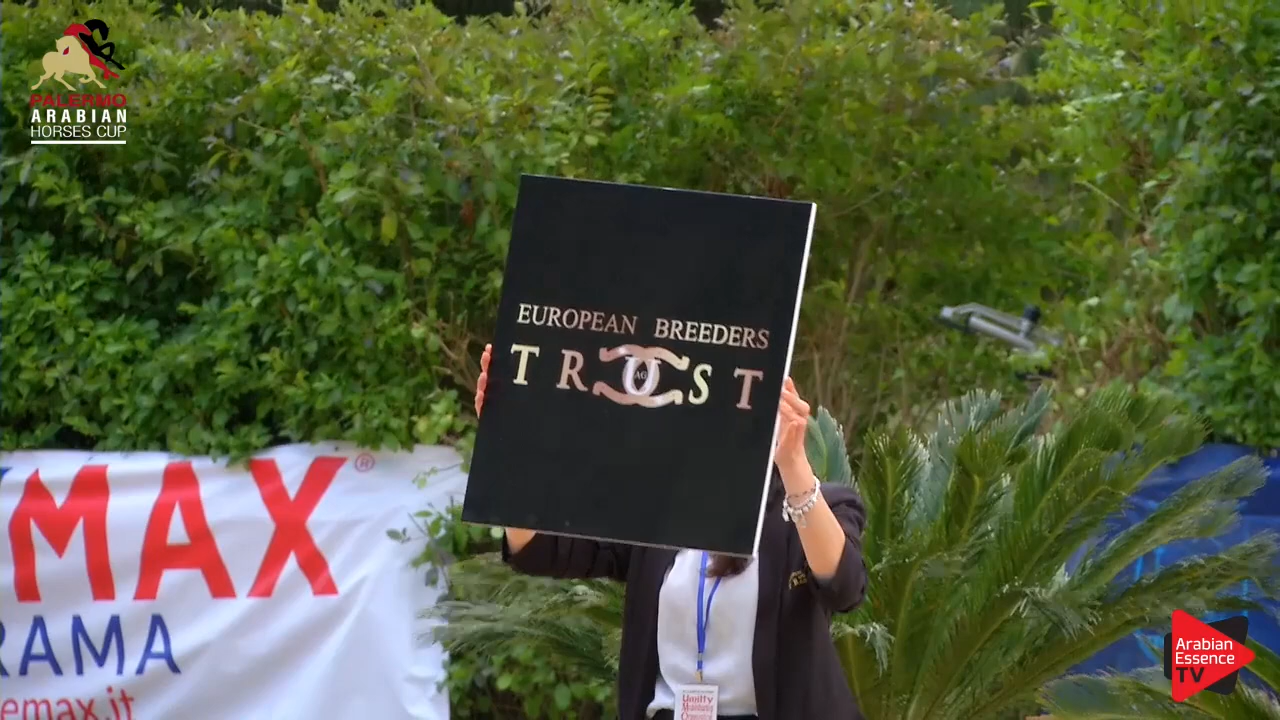 PALERMO
ARABIAN
HORSES CUP
EUROPEAN BREEDERS
TRUST
MAX®
RAMA
emax.it
Arabian
Essence
TV